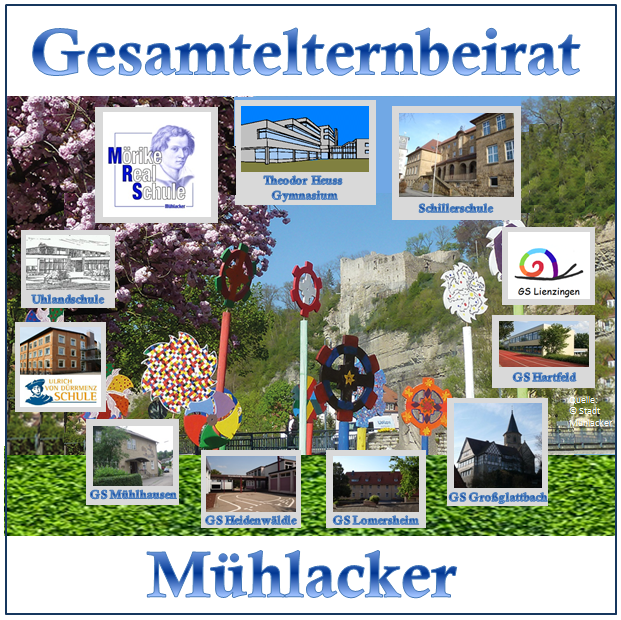 Gesamtelternbeirat
Mörike
Real
Schule
Mühlacker
Theodor Heuss
Gymnasium
Schillerschule
Uhlandschule
GS Lienzingen
ULRICH
VON DÜRRMENZ
SCHULE
GS Hartfeld
Quelle:
© Stadt
Mühlacker
GS Mühlhausen
GS Heidenwäldle
GS Lomersheim
GS Großglattbach
Mühlacker